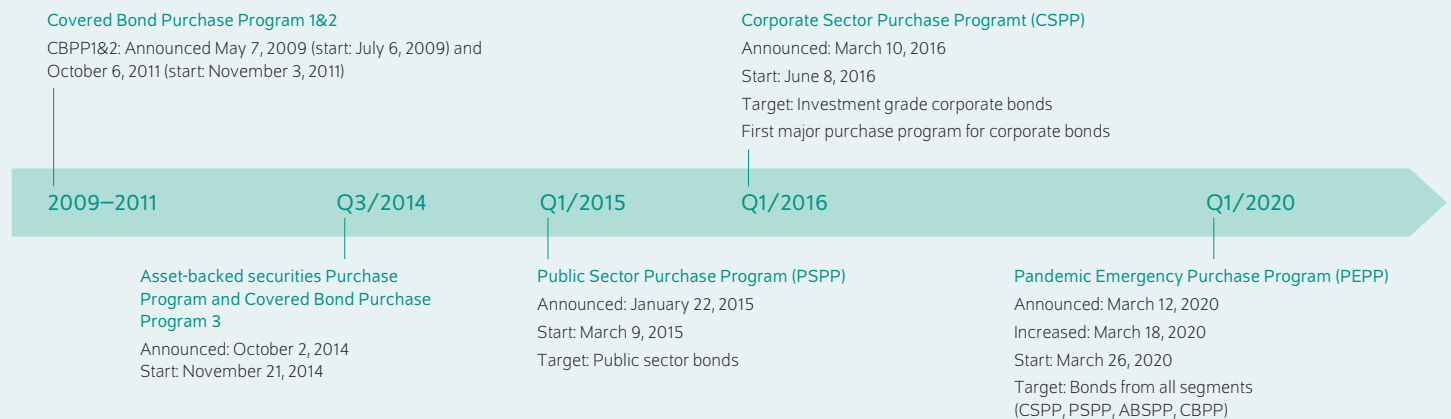 Covered Bond Purchase Program 1&2
CBPP1&2: Announced May 7, 2009 (start: July 6, 2009) and
October 6, 2011 (start: November 3, 2011)
Corporate Sector Purchase Programt (CSPP)
Announced: March 10, 2016
Start: June 8, 2016
Target: Investment grade corporate bonds
First major purchase program for corporate bonds
2009–2011
Q3/2014
Q1/2015
Q1/2016
Q1/2020
Asset-backed securities Purchase
Program and Covered Bond Purchase
Program 3
Announced: October 2, 2014
Start: November 21, 2014
Public Sector Purchase Program (PSPP)
Announced: January 22, 2015
Start: March 9, 2015
Target: Public sector bonds
Pandemic Emergency Purchase Program (PEPP)
Announced: March 12, 2020
Increased: March 18, 2020
Start: March 26, 2020
Target: Bonds from all segments
(CSPP, PSPP, ABSPP, CBPP)